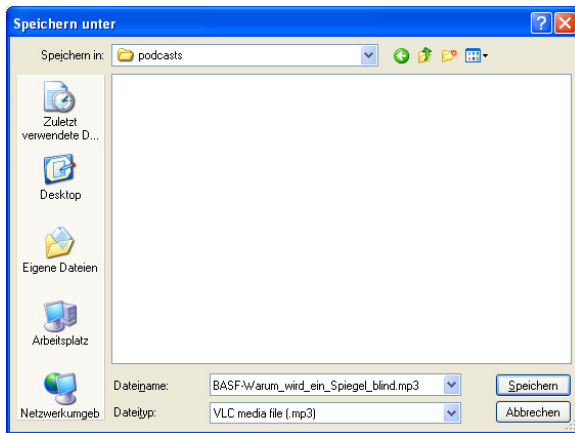 Speichern unter
Speichern in:
podcasts
Zuletzt
verwendete D...
Desktop
Eigene Dateien
Arbeitsplatz
Netzwerkumgeb
Dateiname:
BASF-Warum_wird_ein_Spiegel_blind.mp3
Speichern
Dateityp:
VLC media file (.mp3)
Abbrechen